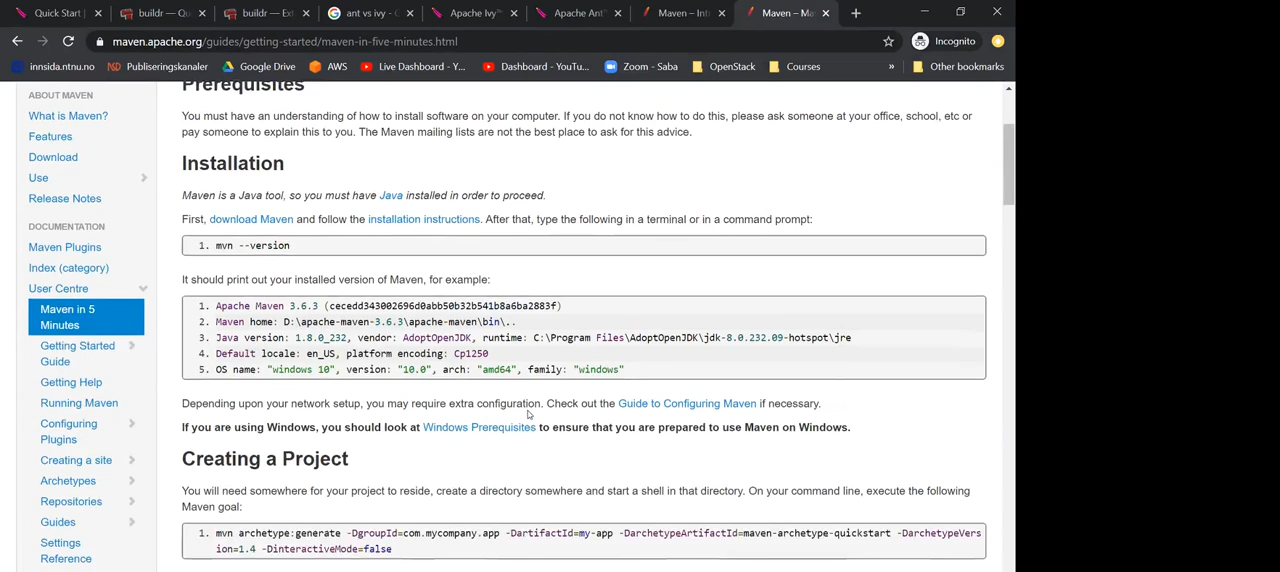 Quick Start |
buildr — Qu
buildr — Ext
ant vs ivy - G
Apache Ivy™
Apache Ant™
Maven – Intr
Maven – Ma
maven.apache.org/guides/getting-started/maven-in-five-minutes.html
Incognito
innsida.ntnu.no
Publiseringskanaler
Google Drive
AWS
Live Dashboard - Y...
Dashboard - YouTu...
Zoom - Saba
OpenStack
Courses
»
Other bookmarks
ABOUT MAVEN
What is Maven?
Features
Download
Use
Release Notes
DOCUMENTATION
Maven Plugins
Index (category)
User Centre
Maven in 5
Minutes
Getting Started
Guide
Getting Help
Running Maven
Configuring
Plugins
Creating a site
Archetypes
Repositories
Guides
Settings
Reference
Prerequisites
You must have an understanding of how to install software on your computer. If you do not know how to do this, please ask someone at your office, school, etc or
pay someone to explain this to you. The Maven mailing lists are not the best place to ask for this advice.
Installation
Maven is a Java tool, so you must have Java installed in order to proceed.
First, download Maven and follow the installation instructions. After that, type the following in a terminal or in a command prompt:
1. mvn --version
It should print out your installed version of Maven, for example:
1. Apache Maven 3.6.3 (cecedd343002696d0abb50b32b541b8a6ba2883f)
2. Maven home: D:\apache-maven-3.6.3\apache-maven\bin\..
3. Java version: 1.8.0_232, vendor: AdoptOpenJDK, runtime: C:\Program Files\AdoptOpenJDK\jdk-8.0.232.09-hotspot\jre
4. Default locale: en_US, platform encoding: Cp1250
5. OS name: "windows 10", version: "10.0", arch: "amd64", family: "windows"
Depending upon your network setup, you may require extra configuration. Check out the Guide to Configuring Maven if necessary.
If you are using Windows, you should look at Windows Prerequisites to ensure that you are prepared to use Maven on Windows.
Creating a Project
You will need somewhere for your project to reside, create a directory somewhere and start a shell in that directory. On your command line, execute the following
Maven goal:
1. mvn archetype:generate -DgroupId=com.mycompany.app -DartifactId=my-app -DarchetypeArtifactId=maven-archetype-quickstart -DarchetypeVers
ion=1.4 -DinteractiveMode=false